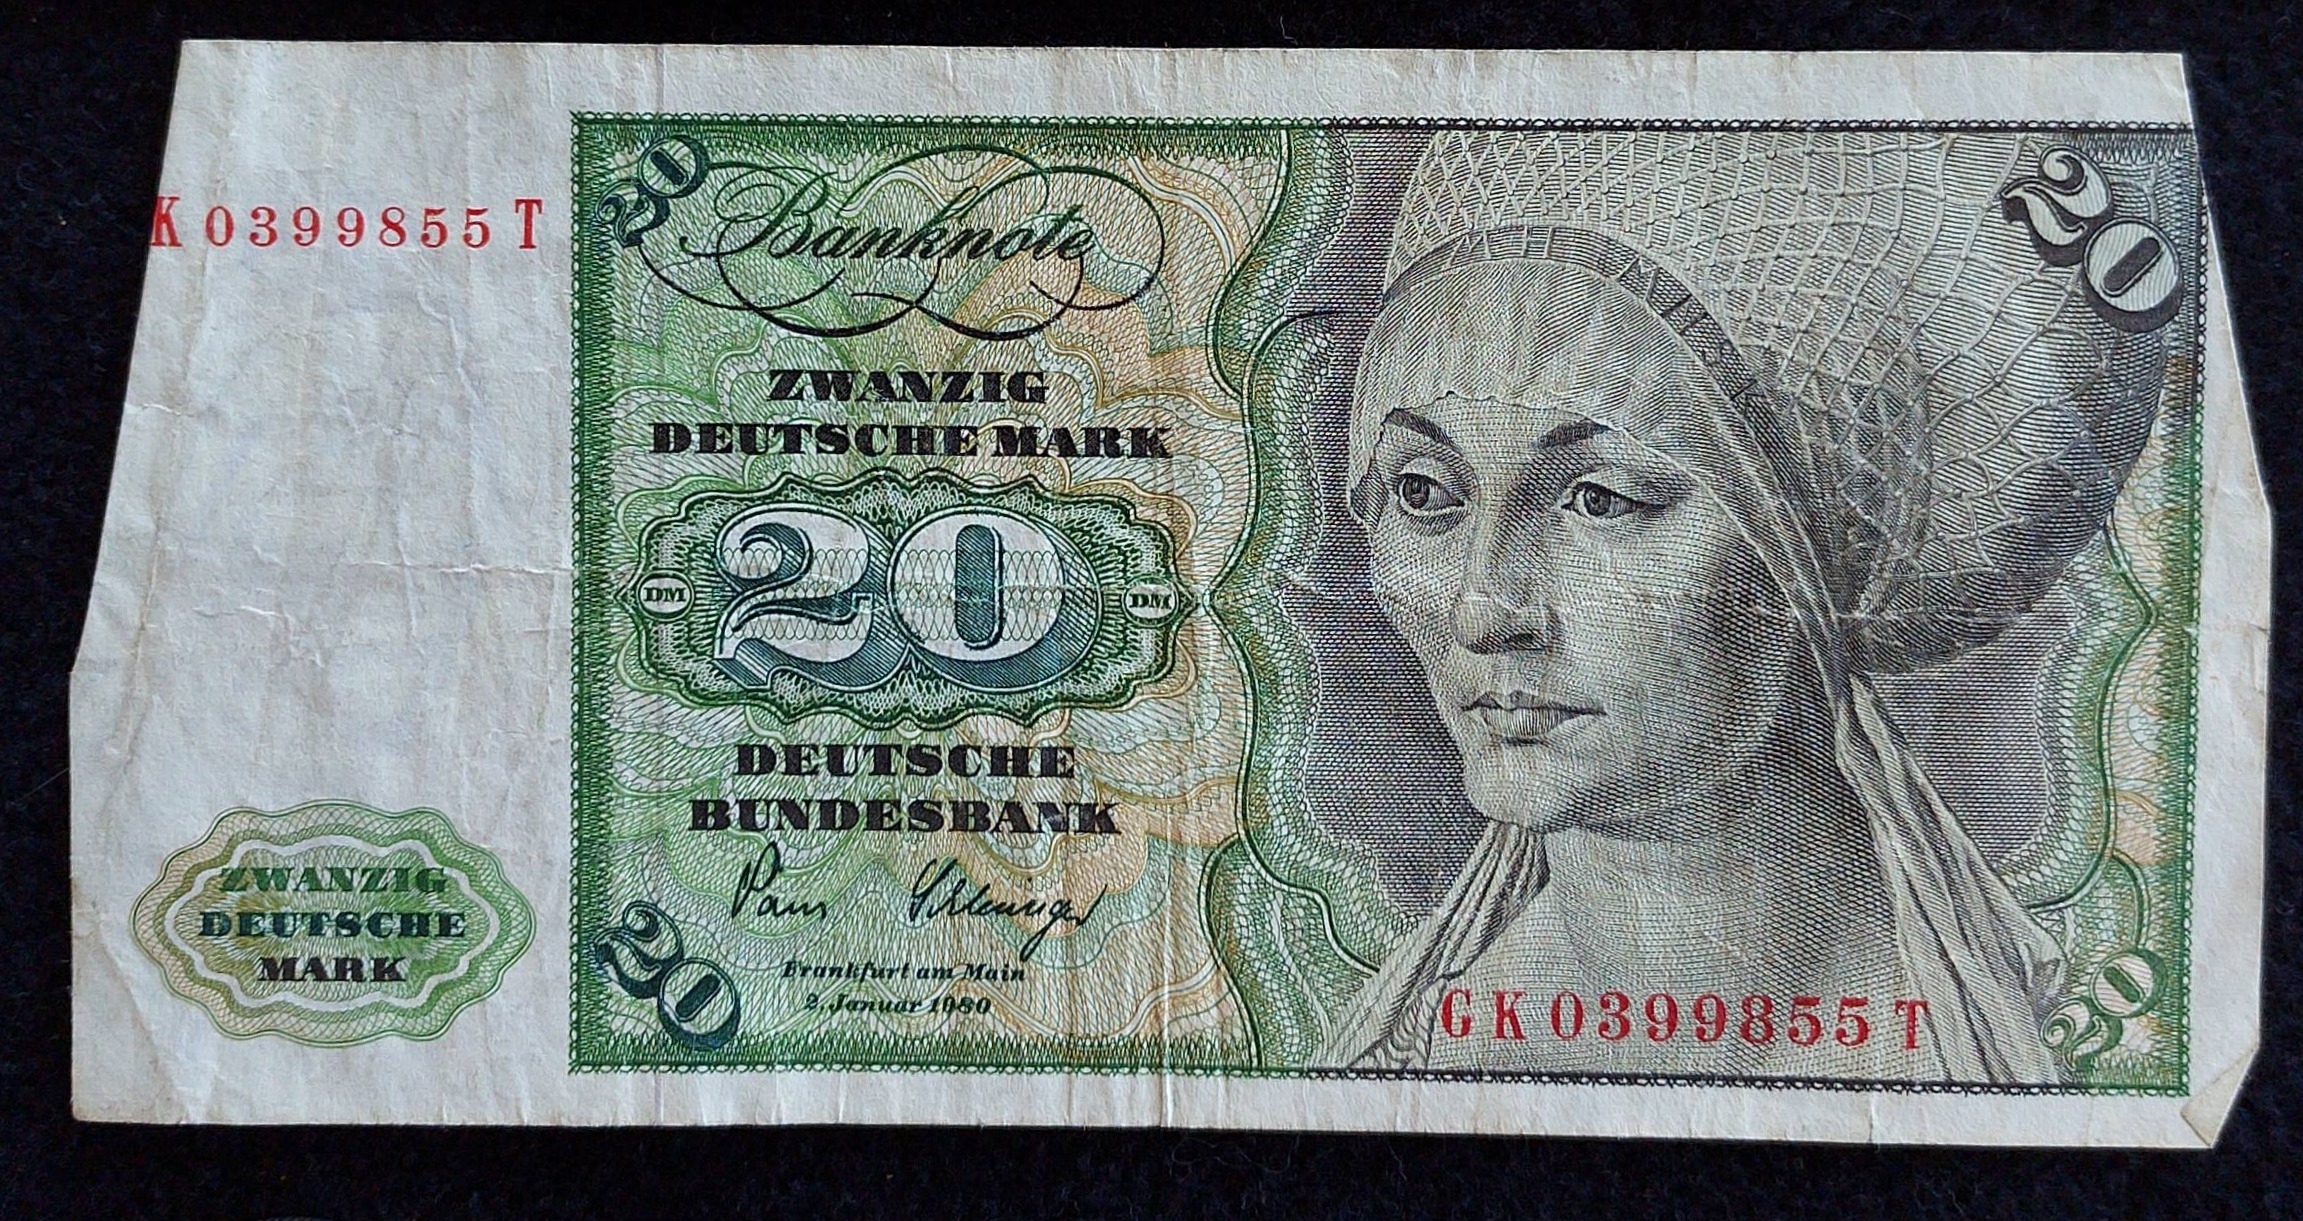 K0399855T
20
Banknote
20
ZWANZIG
DEUTSCHE MARK
DM
20
DM
DEUTSCHE
BUNDESBANK
ZWANZIG
DEUTSCHE
MARK
20
Frankfurt am Main
2. Januar 1980
GK0399855T
20